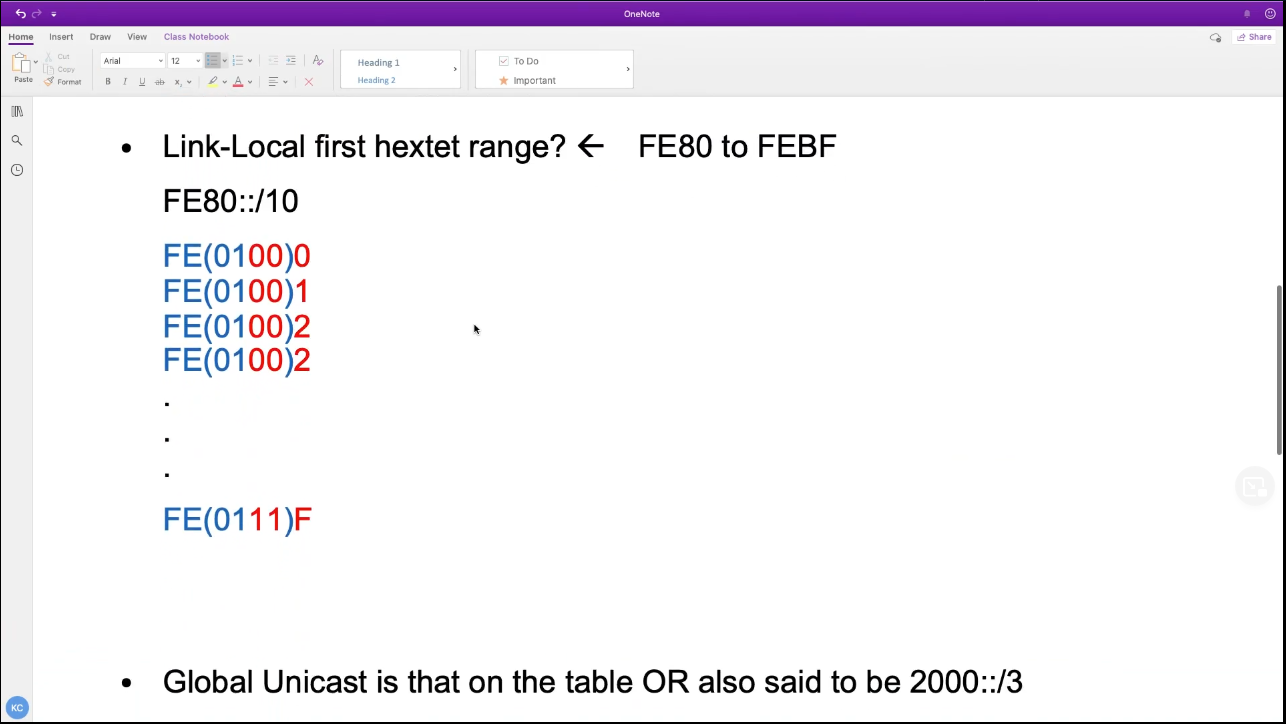 OneNote
Home Insert Draw View Class Notebook Share
Paste Cut Copy Format
Arial 12
B I U ab x A
Heading 1
Heading 2
To Do
Important
• Link-Local first hextet range? ← FE80 to FEBF
FE80::/10
FE(0100)0
FE(0100)1
FE(0100)2
FE(0100)2
.
.
.
FE(0111)F
• Global Unicast is that on the table OR also said to be 2000::/3
KC